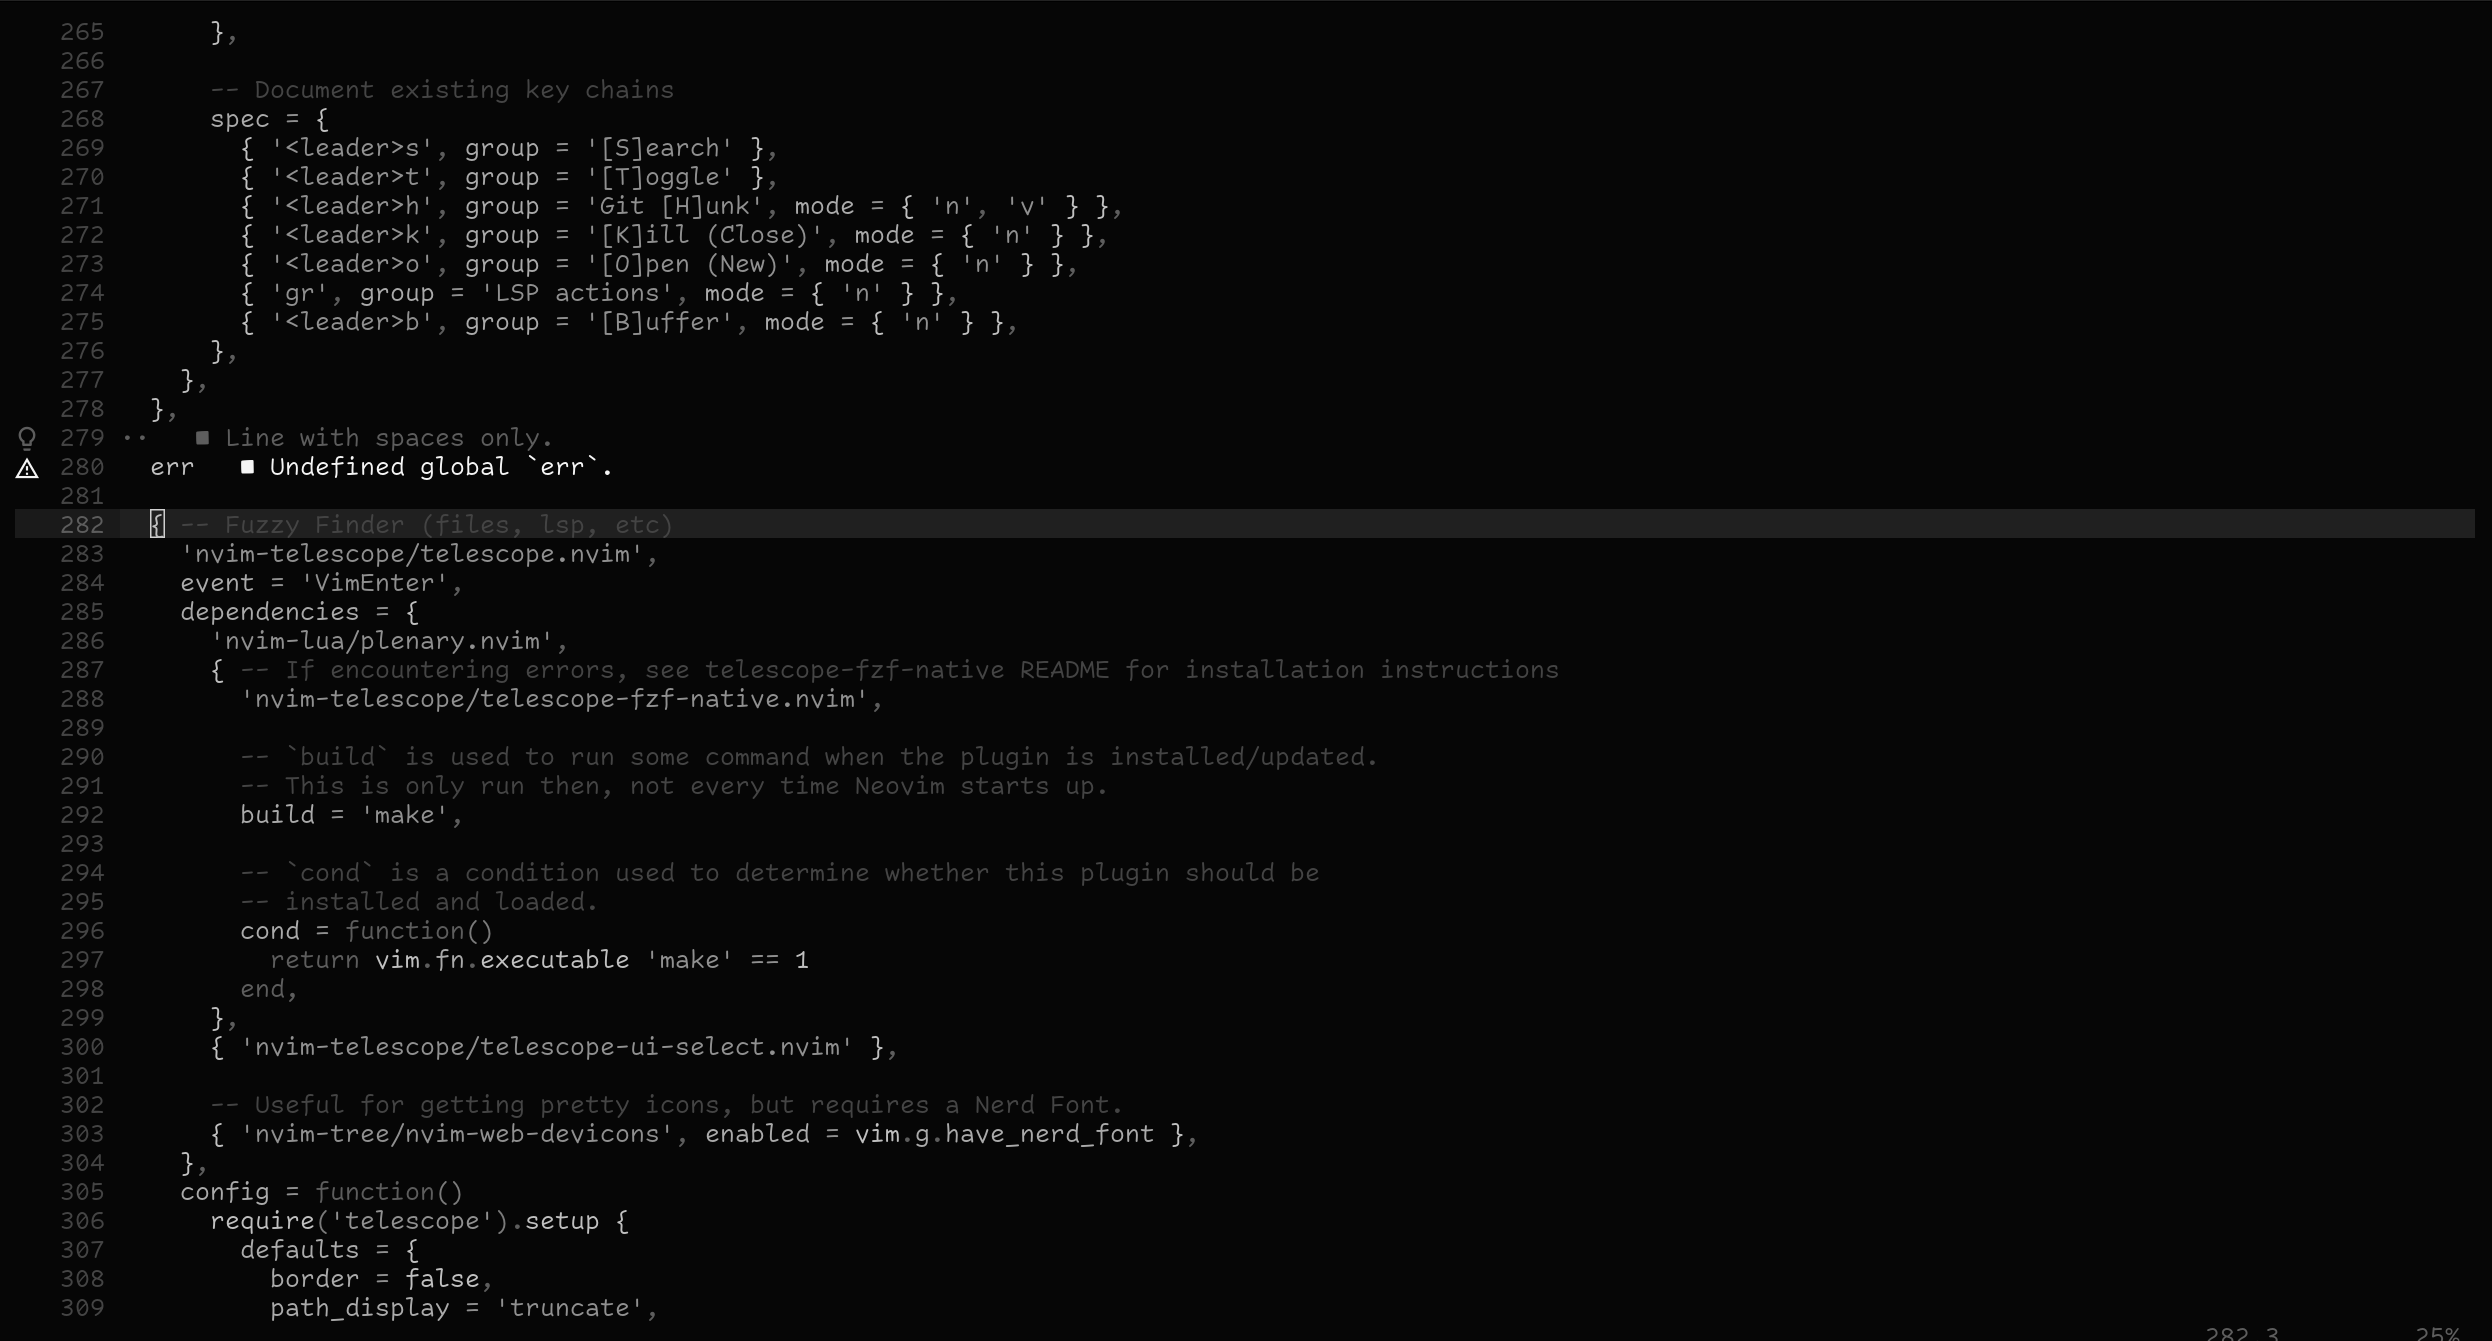 265       },
266
267       -- Document existing key chains
268       spec = {
269         { '<leader>s', group = '[S]earch' },
270         { '<leader>t', group = '[T]oggle' },
271         { '<leader>h', group = 'Git [H]unk', mode = { 'n', 'v' } },
272         { '<leader>k', group = '[K]ill (Close)', mode = { 'n' } },
273         { '<leader>o', group = '[O]pen (New)', mode = { 'n' } },
274         { 'gr', group = 'LSP actions', mode = { 'n' } },
275         { '<leader>b', group = '[B]uffer', mode = { 'n' } },
276       },
277     },
278   },
279 ··   ■ Line with spaces only.
280   err   ■ Undefined global `err`.
281
282   { -- Fuzzy Finder (files, lsp, etc)
283     'nvim-telescope/telescope.nvim',
284     event = 'VimEnter',
285     dependencies = {
286       'nvim-lua/plenary.nvim',
287       { -- If encountering errors, see telescope-fzf-native README for installation instructions
288         'nvim-telescope/telescope-fzf-native.nvim',
289
290         -- `build` is used to run some command when the plugin is installed/updated.
291         -- This is only run then, not every time Neovim starts up.
292         build = 'make',
293
294         -- `cond` is a condition used to determine whether this plugin should be
295         -- installed and loaded.
296         cond = function()
297           return vim.fn.executable 'make' == 1
298         end,
299       },
300       { 'nvim-telescope/telescope-ui-select.nvim' },
301
302       -- Useful for getting pretty icons, but requires a Nerd Font.
303       { 'nvim-tree/nvim-web-devicons', enabled = vim.g.have_nerd_font },
304     },
305     config = function()
306       require('telescope').setup {
307         defaults = {
308           border = false,
309           path_display = 'truncate',
282,3 25%